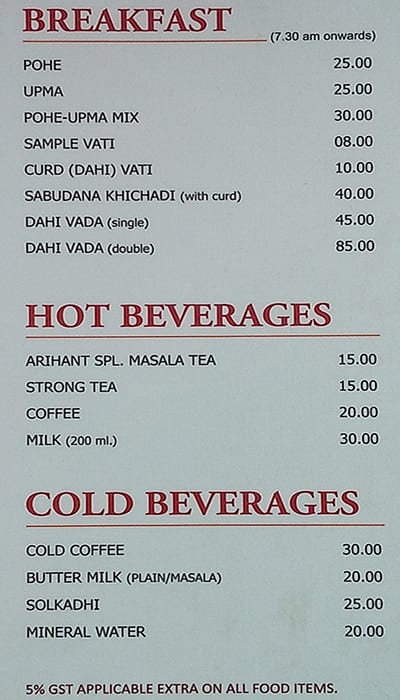 BREAKFAST (7.30 am onwards)
POHE 25.00
UPMA 25.00
POHE-UPMA MIX 30.00
SAMPLE VATI 08.00
CURD (DAHI) VATI 10.00
SABUDANA KHICHADI (with curd) 40.00
DAHI VADA (single) 45.00
DAHI VADA (double) 85.00
HOT BEVERAGES
ARIHANT SPL. MASALA TEA 15.00
STRONG TEA 15.00
COFFEE 20.00
MILK (200 ml.) 30.00
COLD BEVERAGES
COLD COFFEE 30.00
BUTTER MILK (PLAIN/MASALA) 20.00
SOLKADHI 25.00
MINERAL WATER 20.00
5% GST APPLICABLE EXTRA ON ALL FOOD ITEMS.